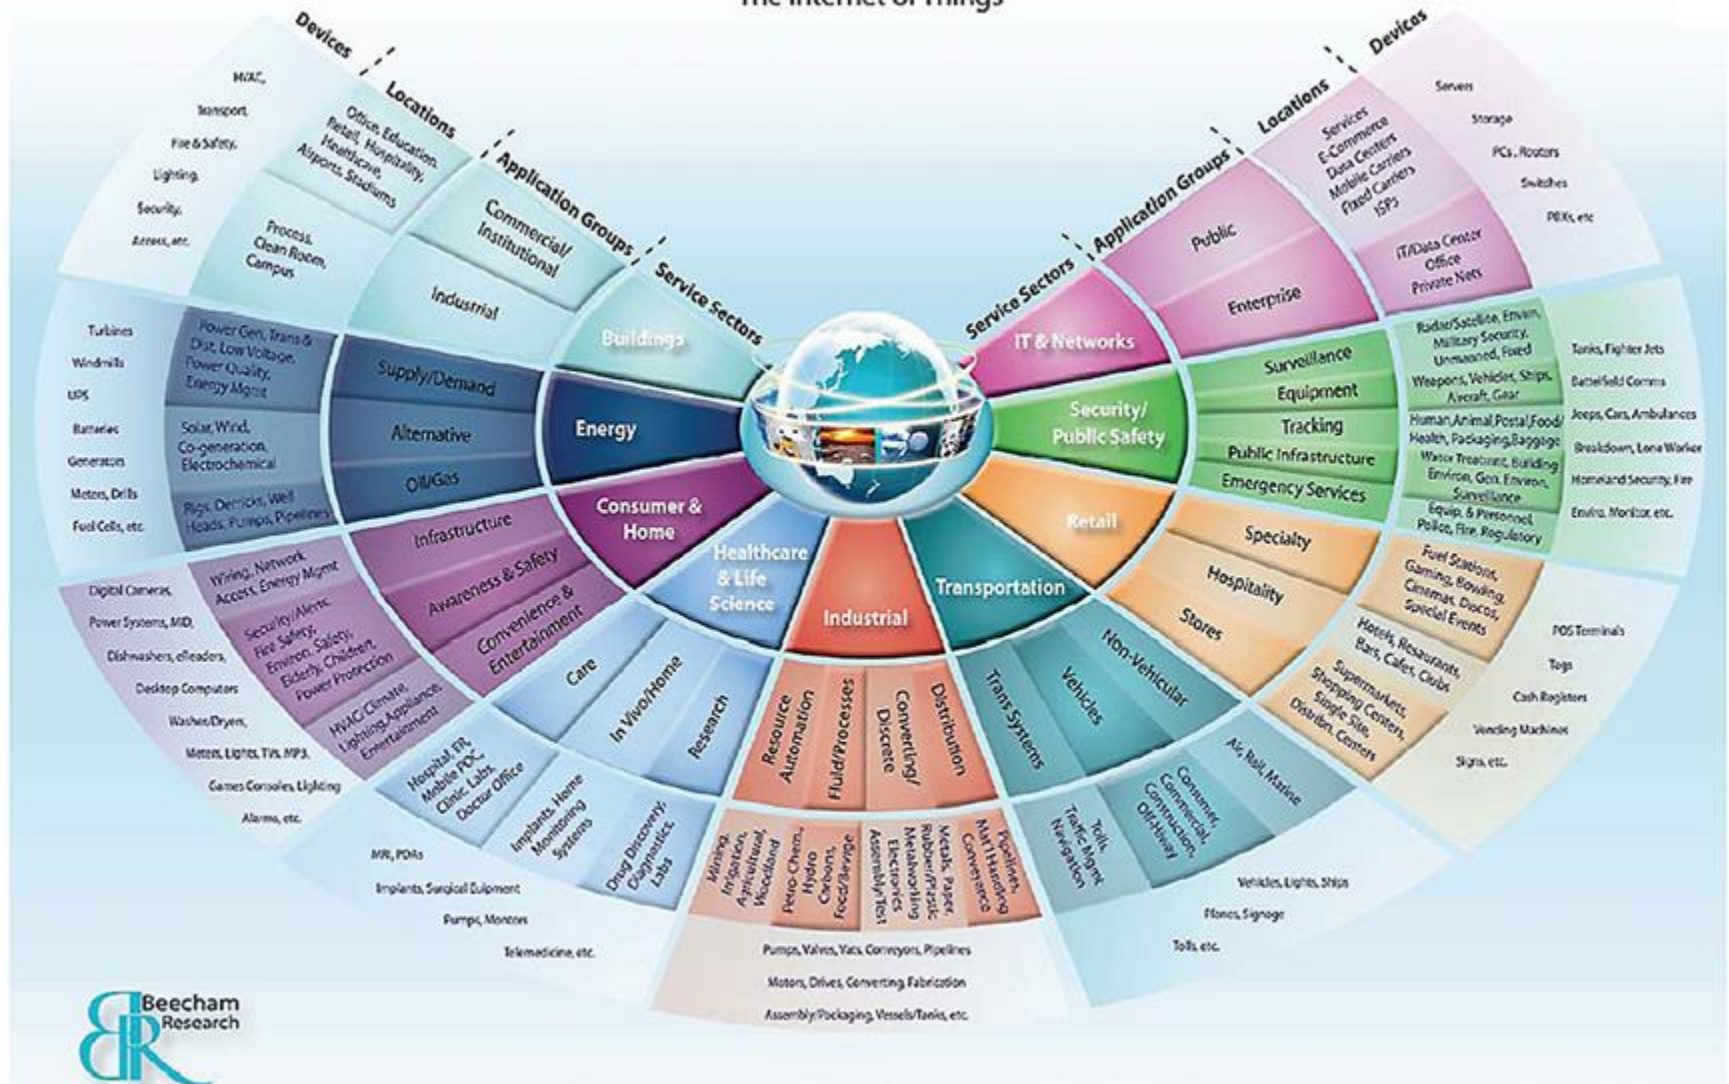 The Internet of Things
Devices
Locations
Application Groups
Service Sectors
HVAC,
Transport,
Fire & Safety,
Lighting,
Security,
Access, etc.
Office, Education,
Retail, Hospitality,
Healthcare,
Airports, Stadiums
Process,
Clean Room,
Campus
Commercial/
Institutional
Industrial
Buildings
Turbines
Windmills
UPS
Batteries
Generators
Meters, Drills
Fuel Cells, etc.
Power Gen, Trans &
Dist, Low Voltage,
Power Quality,
Energy Mgmt
Solar, Wind,
Co-generation,
Electrochemical
Rigs, Derricks, Well
Heads, Pumps, Pipelines
Supply/Demand
Alternative
Oil/Gas
Energy
Digital Cameras,
Power Systems, MID,
Dishwashers, eReaders,
Desktop Computers
Washer/Dryers,
Meters, Lights, TVs, MP3,
Games Consoles, Lighting
Alarms, etc.
Wiring, Network
Access, Energy Mgmt
Security/Alerts,
Fire Safety,
Environ. Safety,
Elderly, Children,
Power Protection
HVAC/Climate,
Lighting, Appliance,
Entertainment
Infrastructure
Awareness & Safety
Convenience &
Entertainment
Consumer &
Home
MRI, PDAs
Implants, Surgical Euipment
Pumps, Monitors
Telemedicine, etc.
Hospital, ER,
Mobile POC,
Clinic, Labs,
Doctor Office
Implants, Home
Monitoring
Systems
Drug Discovery,
Diagnostics,
Labs
Care
In Vivo/Home
Research
Healthcare
& Life
Science
Industrial
Resource
Automation
Fluid/Processes
Converting/
Discrete
Distribution
Mining,
Irrigation,
Agricultural,
Woodland
Petro-Chem,
Hydro
Carbons,
Food/Bevrge
Metals, Paper,
Rubber/Plastic
Metalworking
Electronics
Assembly/Test
Pipelines,
Mat'l Handling
Conveyance
Pumps, Valves, Vats, Conveyors, Pipelines
Motors, Drives, Converting, Fabrication
Assembly/Packaging, Vessels/Tanks, etc.
Transportation
Trans Systems
Vehicles
Non-Vehicular
Tolls,
Traffic Mgmt
Navigation
Consumer,
Commercial,
Construction,
Off-Hiway
Air, Rail, Marine
Vehicles, Lights, Ships
Planes, Signage
Tolls, etc.
Retail
Specialty
Hospitality
Stores
Fuel Stations,
Gaming, Bowling,
Cinemas, Discos,
Special Events
Hotels, Resaurants,
Bars, Cafes, Clubs
Supermarkets,
Shopping Centers,
Single Site,
Distribn. Centers
POS Terminals
Tags
Cash Registers
Vending Machines
Signs, etc.
Security/
Public Safety
Surveillance
Equipment
Tracking
Public Infrastructure
Emergency Services
Radar/Satellite, Environ,
Military Security,
Unmanned, Fixed
Weapons, Vehicles, Ships,
Aircraft, Gear
Human, Animal, Postal, Food/
Health, Packaging, Baggage
Water Treatment, Building
Environ, Gen. Environ,
Surveillance
Equip. & Personnel,
Police, Fire, Regulatory
Tanks, Fighter Jets
Battlefield Comms
Jeeps, Cars, Ambulances
Breakdown, Lone Worker
Homeland Security, Fire
Enviro. Monitor, etc.
IT & Networks
Public
Enterprise
Services
E-Commerce
Data Centers
Mobile Carriers
Fixed Carriers
ISPs
IT/Data Center
Office
Private Nets
Servers
Storage
PCs, Routers
Switches
PBXs, etc
Service Sectors
Application Groups
Locations
Devices
Beecham
Research
BR